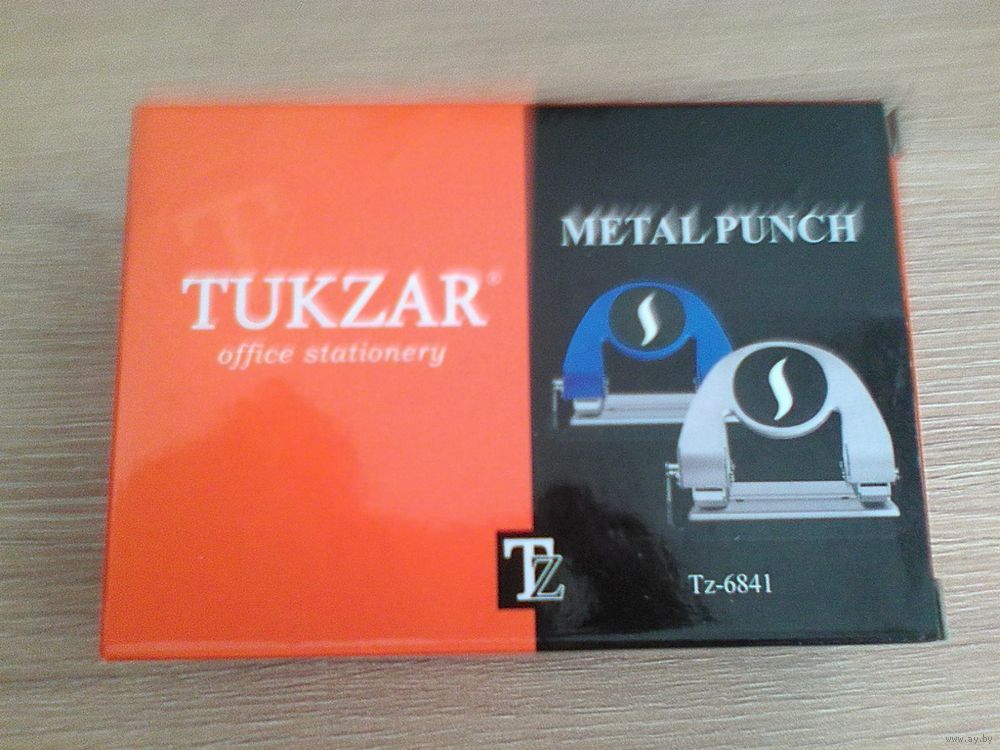 TUKZAR®
office stationery
METAL PUNCH
Tz
Tz-6841
www.ay.by